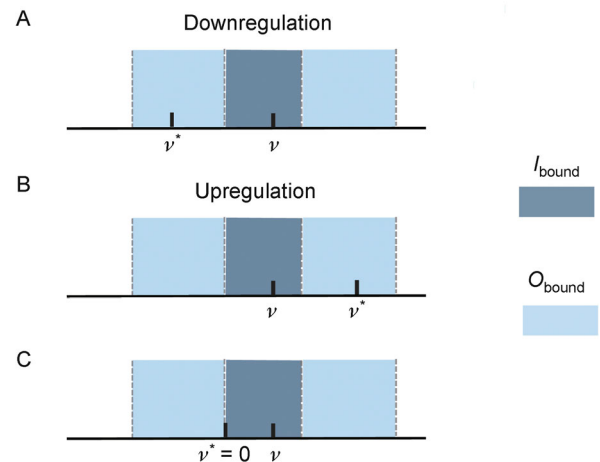 A
Downregulation
ν* ν
B
Upregulation
ν ν*
C
ν* = 0 ν
I_bound
O_bound